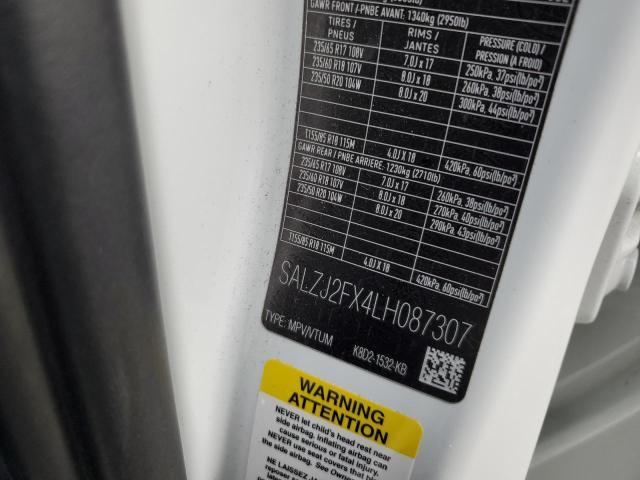 GAWR FRONT /-PNBE AVANT: 1340kg (2950lb)
TIRES / PNEUS RIMS / JANTES PRESSURE (COLD) / PRESSION (A FROID)
235/65 R17 108V 7.0J x 17 250kPa, 37psi(lb/po²)
235/60 R18 107V 8.0J x 18 260kPa, 38psi(lb/po²)
235/50 R20 104W 8.0J x 20 300kPa, 44psi(lb/po²)
T155/85 R18 115M 4.0J X 18 420kPa, 60psi(lb/po²)
GAWR REAR / PNBE ARRIERE: 1230kg (2710lb)
235/65 R17 108V 7.0J x 17 260kPa, 38psi(lb/po²)
235/60 R18 107V 8.0J x 18 270kPa, 40psi(lb/po²)
235/50 R20 104W 8.0J x 20 290kPa, 43psi(lb/po²)
T155/85 R18 115M 4.0J X 18 420kPa, 60psi(lb/po²)
SALZJ2FX4LH087307
TYPE: MPV/VTUM K8D2-1532-KB
WARNING
ATTENTION
NEVER let child's head rest near
side airbag, inflating airbag can
cause serious or fatal injury.
NEVER use seat covers that block
the side airbag. See Owner
NE LAISSEZ JA
reposer